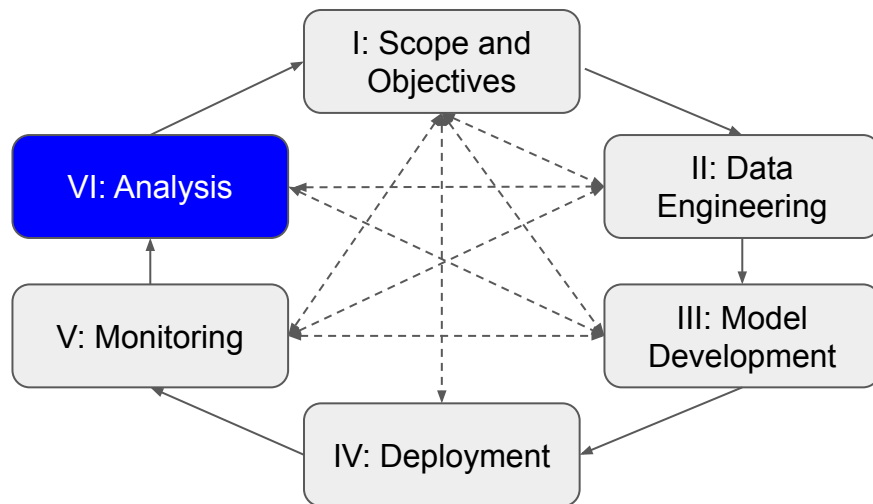 I: Scope and
Objectives
VI: Analysis
II: Data
Engineering
V: Monitoring
III: Model
Development
IV: Deployment